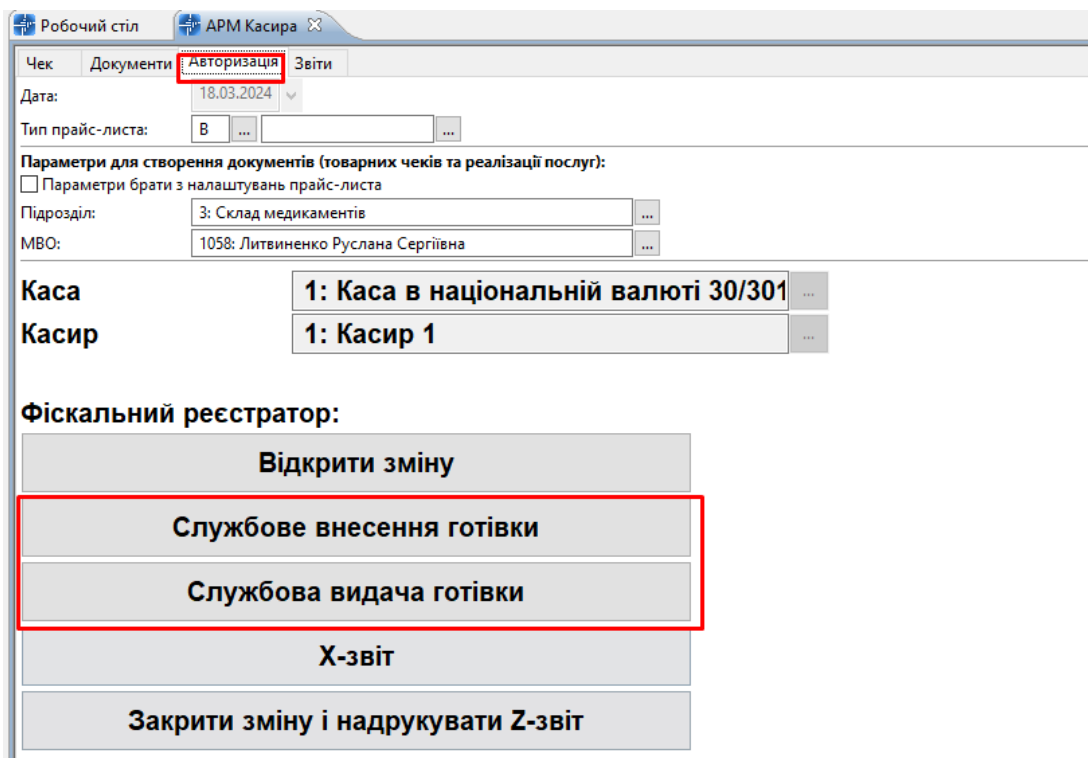 Робочий стіл АРМ Касира
Чек Документи Авторизація Звіти
Дата: 18.03.2024
Тип прайс-листа: В ... ...
Параметри для створення документів (товарних чеків та реалізації послуг):
Параметри брати з налаштувань прайс-листа
Підрозділ: 3: Склад медикаментів ...
МВО: 1058: Литвиненко Руслана Сергіївна ...
Каса 1: Каса в національній валюті 30/301 ...
Касир 1: Касир 1 ...
Фіскальний реєстратор:
Відкрити зміну
Службове внесення готівки
Службова видача готівки
X-звіт
Закрити зміну і надрукувати Z-звіт